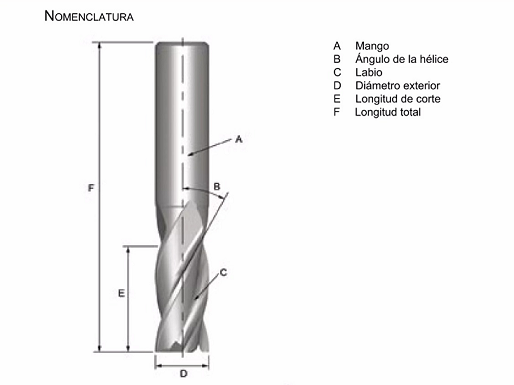 NOMENCLATURA
A Mango
B Ángulo de la hélice
C Labio
D Diámetro exterior
E Longitud de corte
F Longitud total
A
B
F
C
E
D